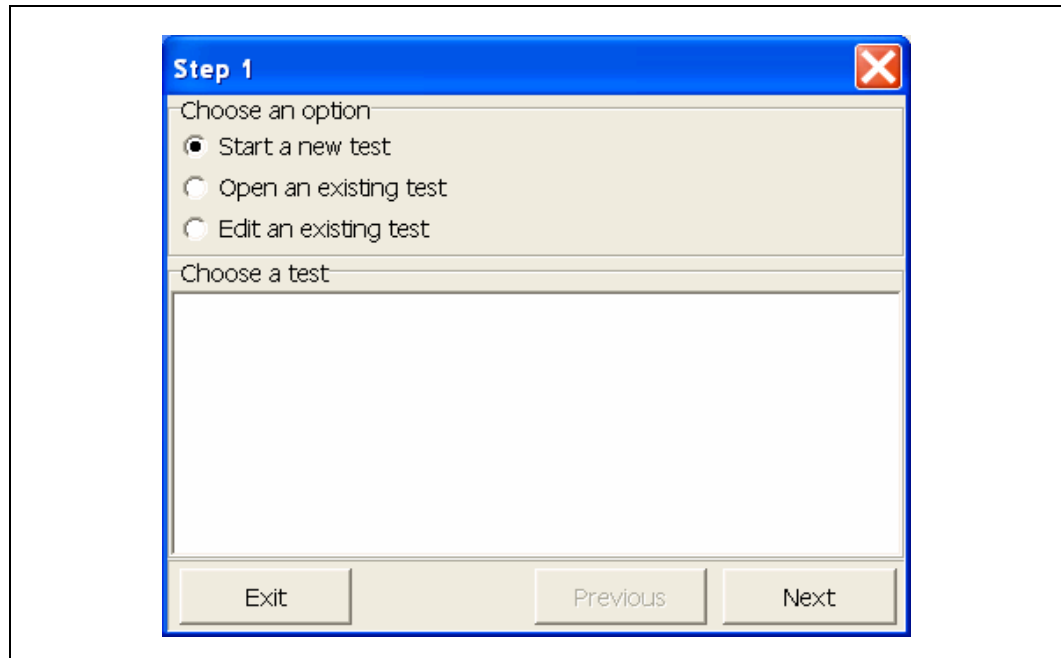 Step 1
Choose an option
Start a new test
Open an existing test
Edit an existing test
Choose a test
Exit
Previous
Next